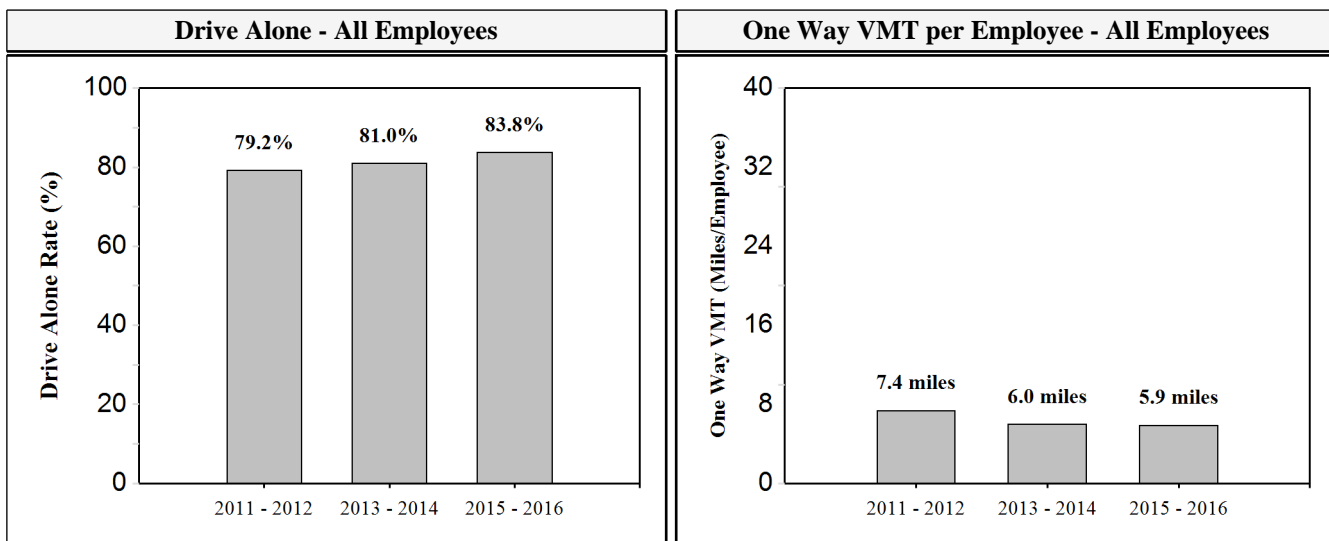 Drive Alone - All Employees
100
80
60
40
20
0
Drive Alone Rate (%)
79.2%
81.0%
83.8%
2011 - 2012
2013 - 2014
2015 - 2016
One Way VMT per Employee - All Employees
40
32
24
16
8
0
One Way VMT (Miles/Employee)
7.4 miles
6.0 miles
5.9 miles
2011 - 2012
2013 - 2014
2015 - 2016